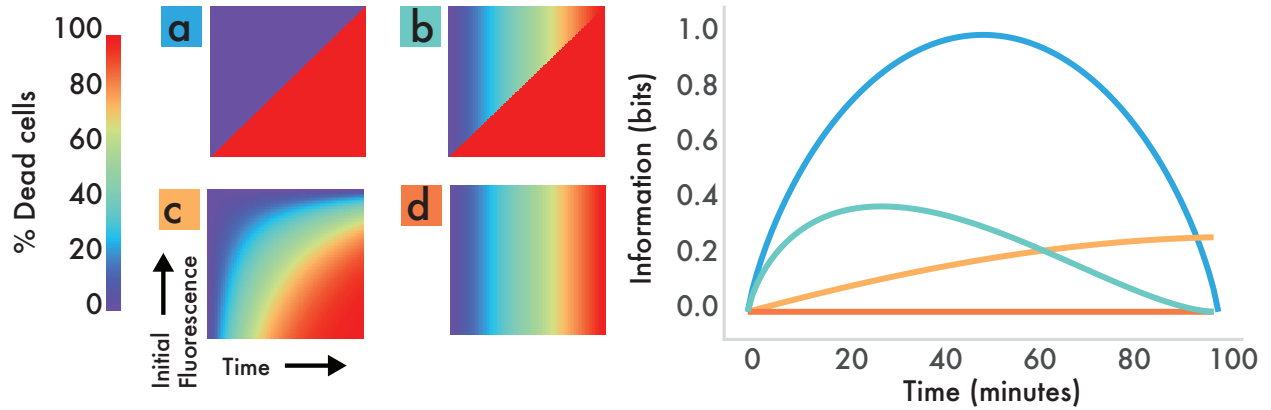 % Dead cells
100
80
60
40
20
0
a
b
c
d
Initial
Fluorescence
Time
Information (bits)
1.0
0.8
0.6
0.4
0.2
0.0
0 20 40 60 80 100
Time (minutes)